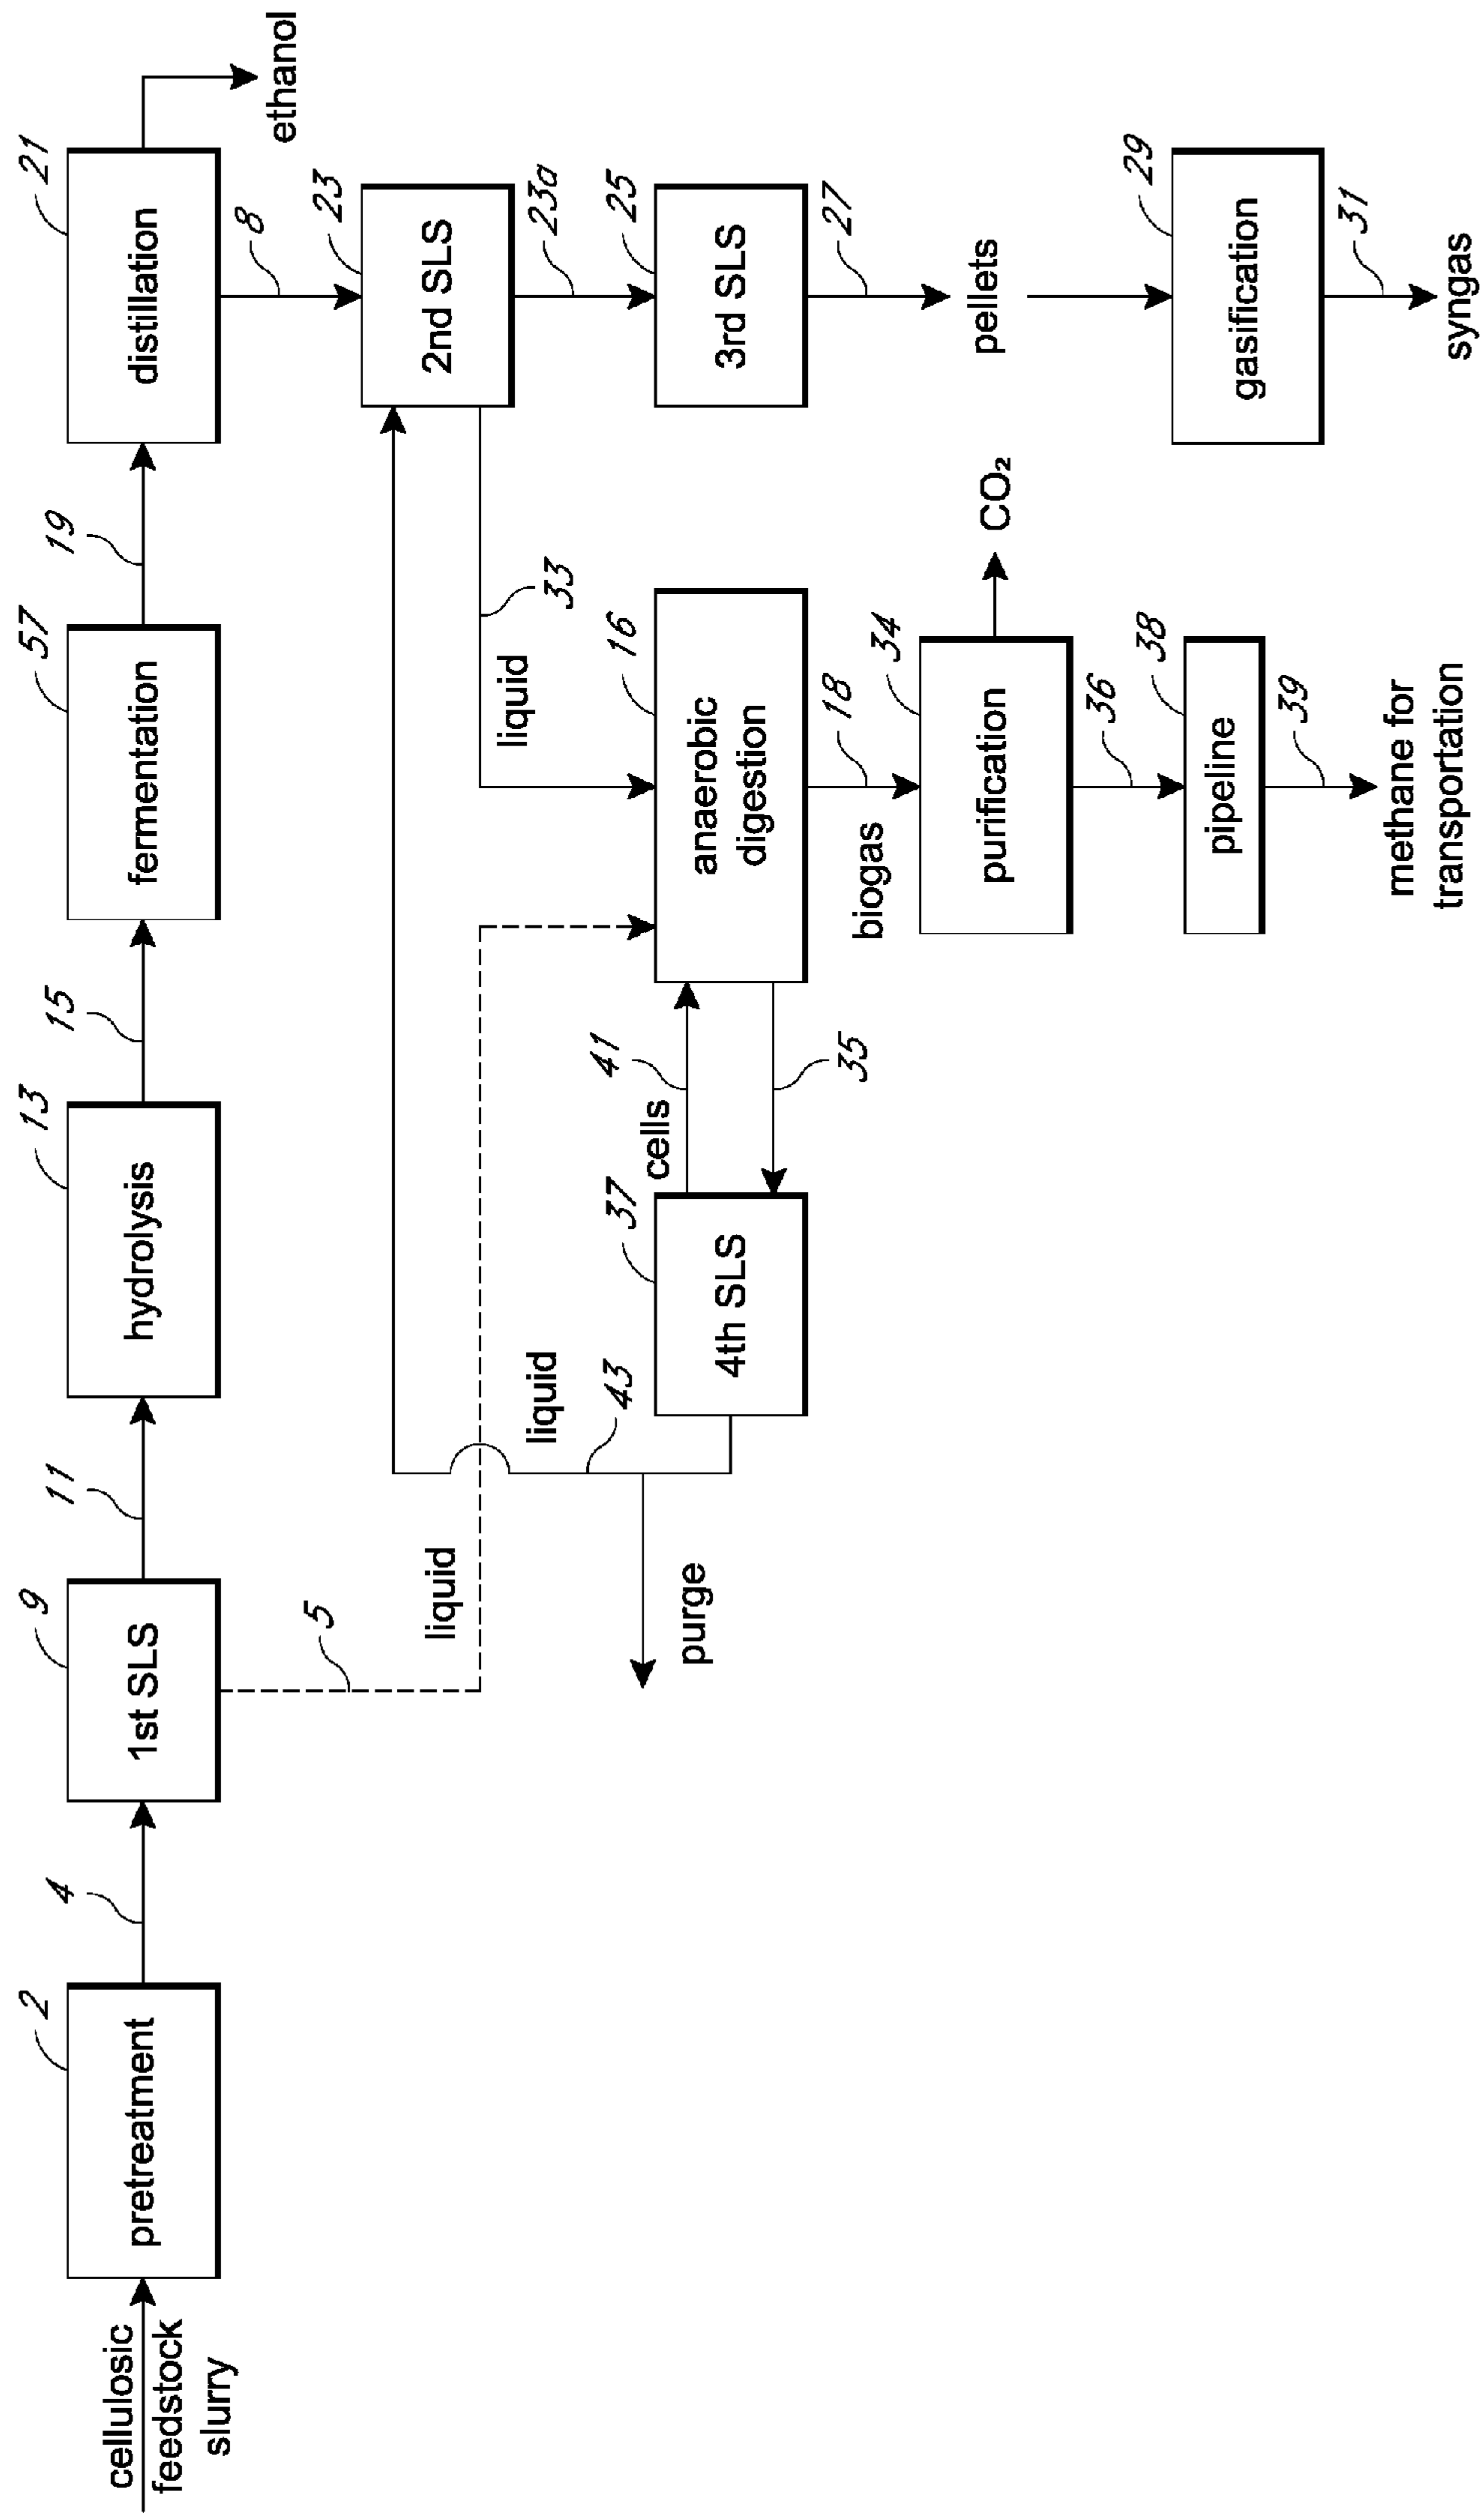 cellulosic
feedstock
slurry
2
pretreatment
4
9
1st SLS
11
13
hydrolysis
15
57
fermentation
19
21
distillation
ethanol
5
liquid
8
23
2nd SLS
23a
33
liquid
liquid
43
purge
37
4th SLS
41
cells
35
16
anaerobic
digestion
25
3rd SLS
27
pellets
18
biogas
34
purification
CO₂
36
38
pipeline
39
methane for
transportation
29
gasification
31
syngas